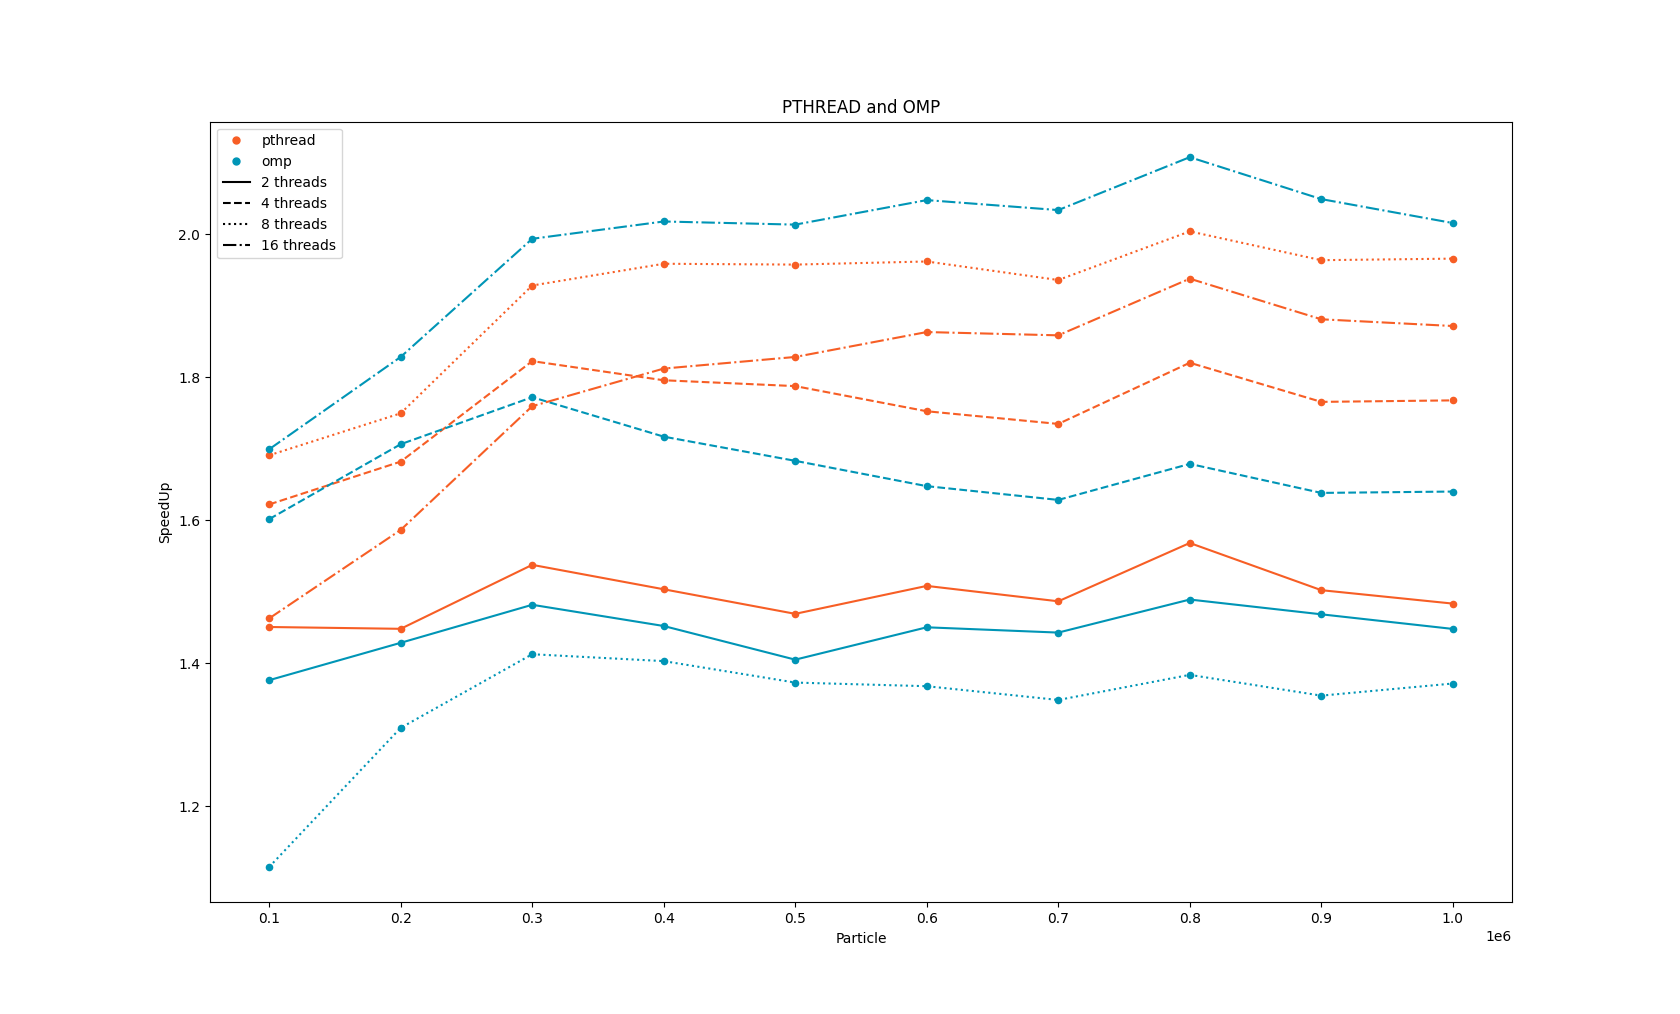 PTHREAD and OMP
pthread
omp
2 threads
4 threads
8 threads
16 threads
2.0
1.8
1.6
1.4
1.2
SpeedUp
0.1 0.2 0.3 0.4 0.5 0.6 0.7 0.8 0.9 1.0
Particle
1e6